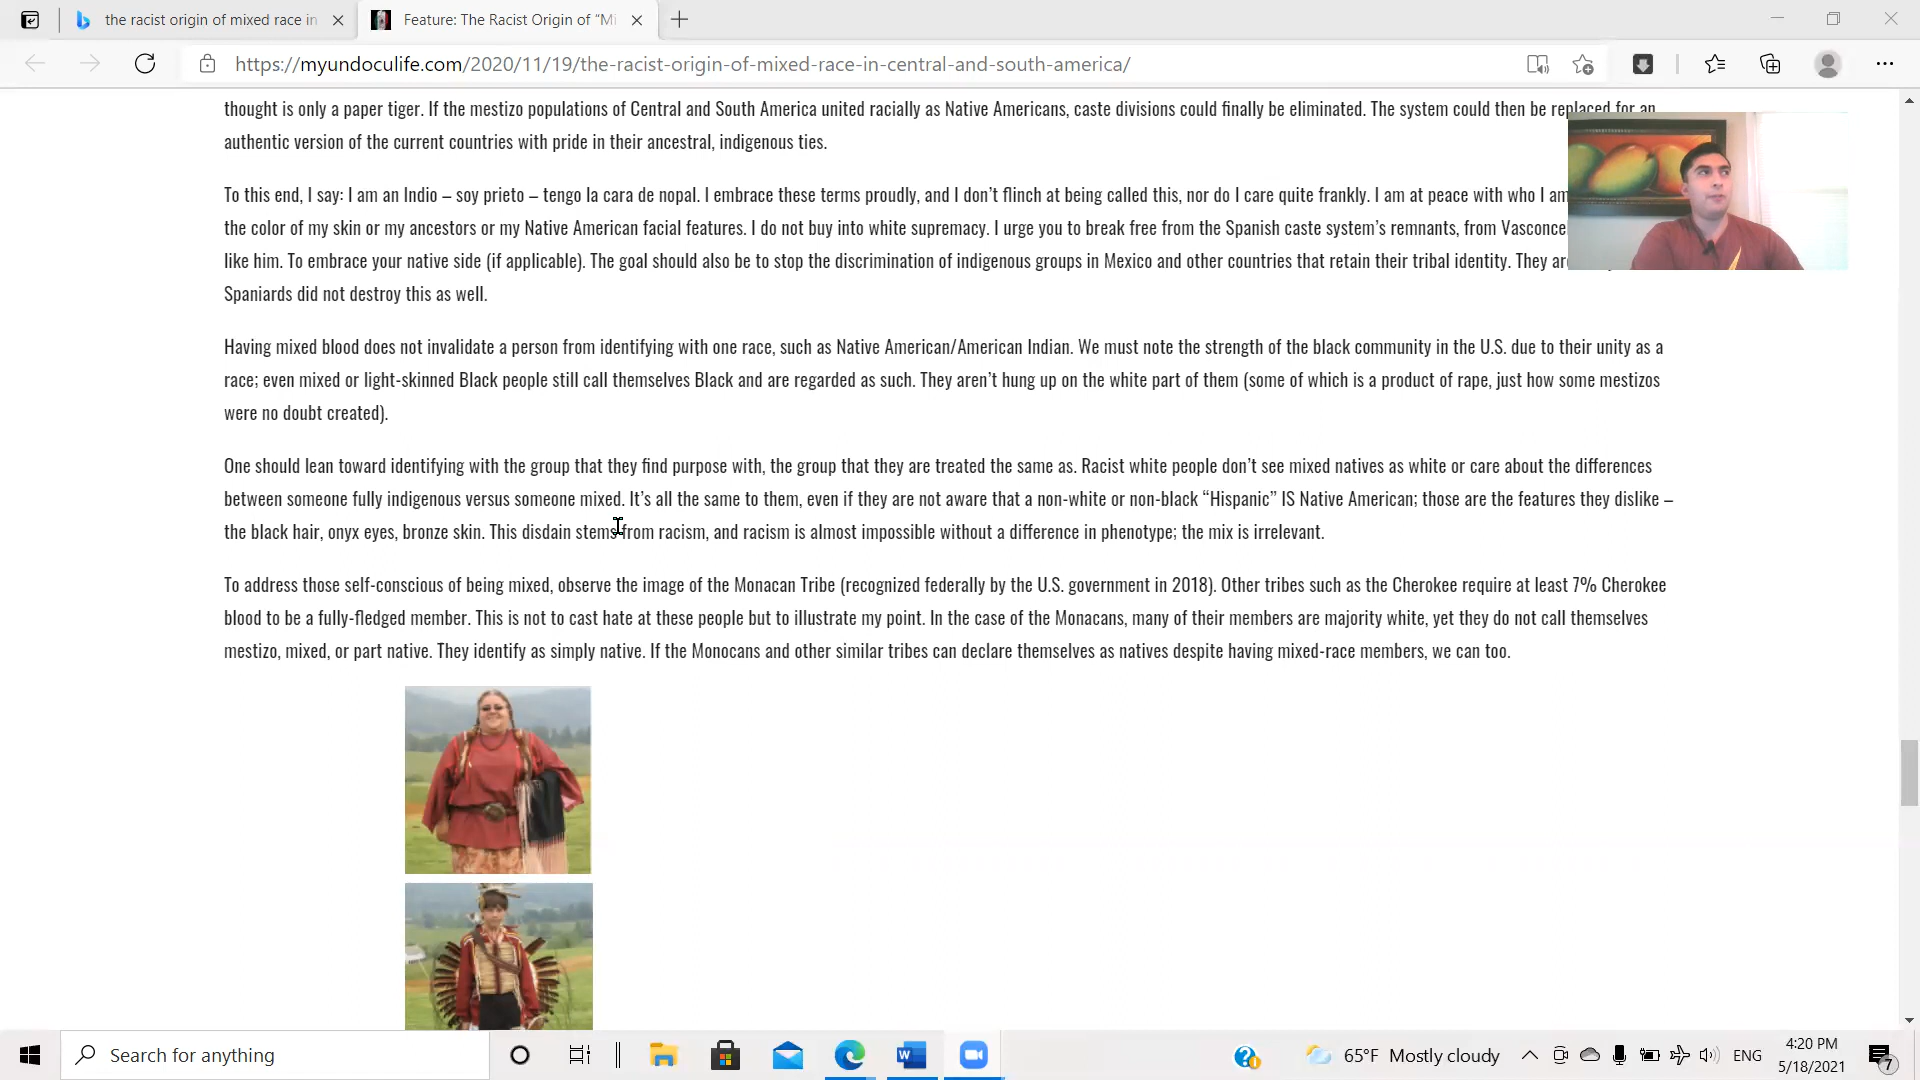 the racist origin of mixed race in
Feature: The Racist Origin of “Mi
https://myundoculife.com/2020/11/19/the-racist-origin-of-mixed-race-in-central-and-south-america/
thought is only a paper tiger. If the mestizo populations of Central and South America united racially as Native Americans, caste divisions could finally be eliminated. The system could then be replaced for an
authentic version of the current countries with pride in their ancestral, indigenous ties.
To this end, I say: I am an Indio – soy prieto – tengo la cara de nopal. I embrace these terms proudly, and I don’t flinch at being called this, nor do I care quite frankly. I am at peace with who I am
the color of my skin or my ancestors or my Native American facial features. I do not buy into white supremacy. I urge you to break free from the Spanish caste system’s remnants, from Vasconcel
like him. To embrace your native side (if applicable). The goal should also be to stop the discrimination of indigenous groups in Mexico and other countries that retain their tribal identity. They ar
Spaniards did not destroy this as well.
Having mixed blood does not invalidate a person from identifying with one race, such as Native American/American Indian. We must note the strength of the black community in the U.S. due to their unity as a
race; even mixed or light-skinned Black people still call themselves Black and are regarded as such. They aren’t hung up on the white part of them (some of which is a product of rape, just how some mestizos
were no doubt created).
One should lean toward identifying with the group that they find purpose with, the group that they are treated the same as. Racist white people don’t see mixed natives as white or care about the differences
between someone fully indigenous versus someone mixed. It’s all the same to them, even if they are not aware that a non-white or non-black “Hispanic” IS Native American; those are the features they dislike –
the black hair, onyx eyes, bronze skin. This disdain stems from racism, and racism is almost impossible without a difference in phenotype; the mix is irrelevant.
To address those self-conscious of being mixed, observe the image of the Monacan Tribe (recognized federally by the U.S. government in 2018). Other tribes such as the Cherokee require at least 7% Cherokee
blood to be a fully-fledged member. This is not to cast hate at these people but to illustrate my point. In the case of the Monacans, many of their members are majority white, yet they do not call themselves
mestizo, mixed, or part native. They identify as simply native. If the Monocans and other similar tribes can declare themselves as natives despite having mixed-race members, we can too.
Search for anything
65°F Mostly cloudy
ENG
4:20 PM
5/18/2021
7